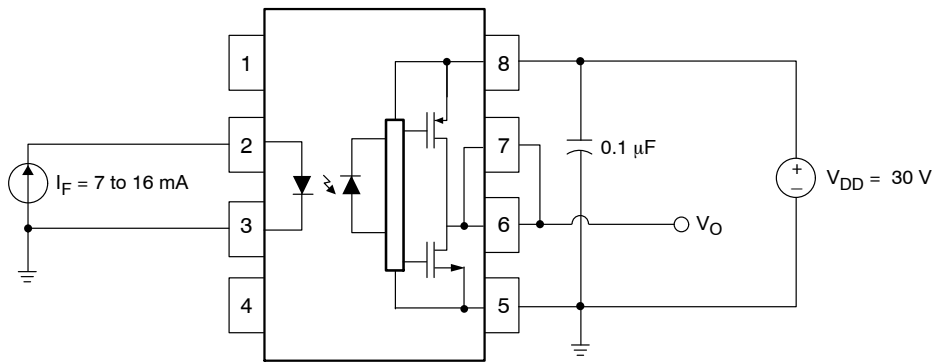 1
2
3
4
8
7
6
5
I_F = 7 to 16 mA
0.1 μF
V_O
+
–
V_DD = 30 V